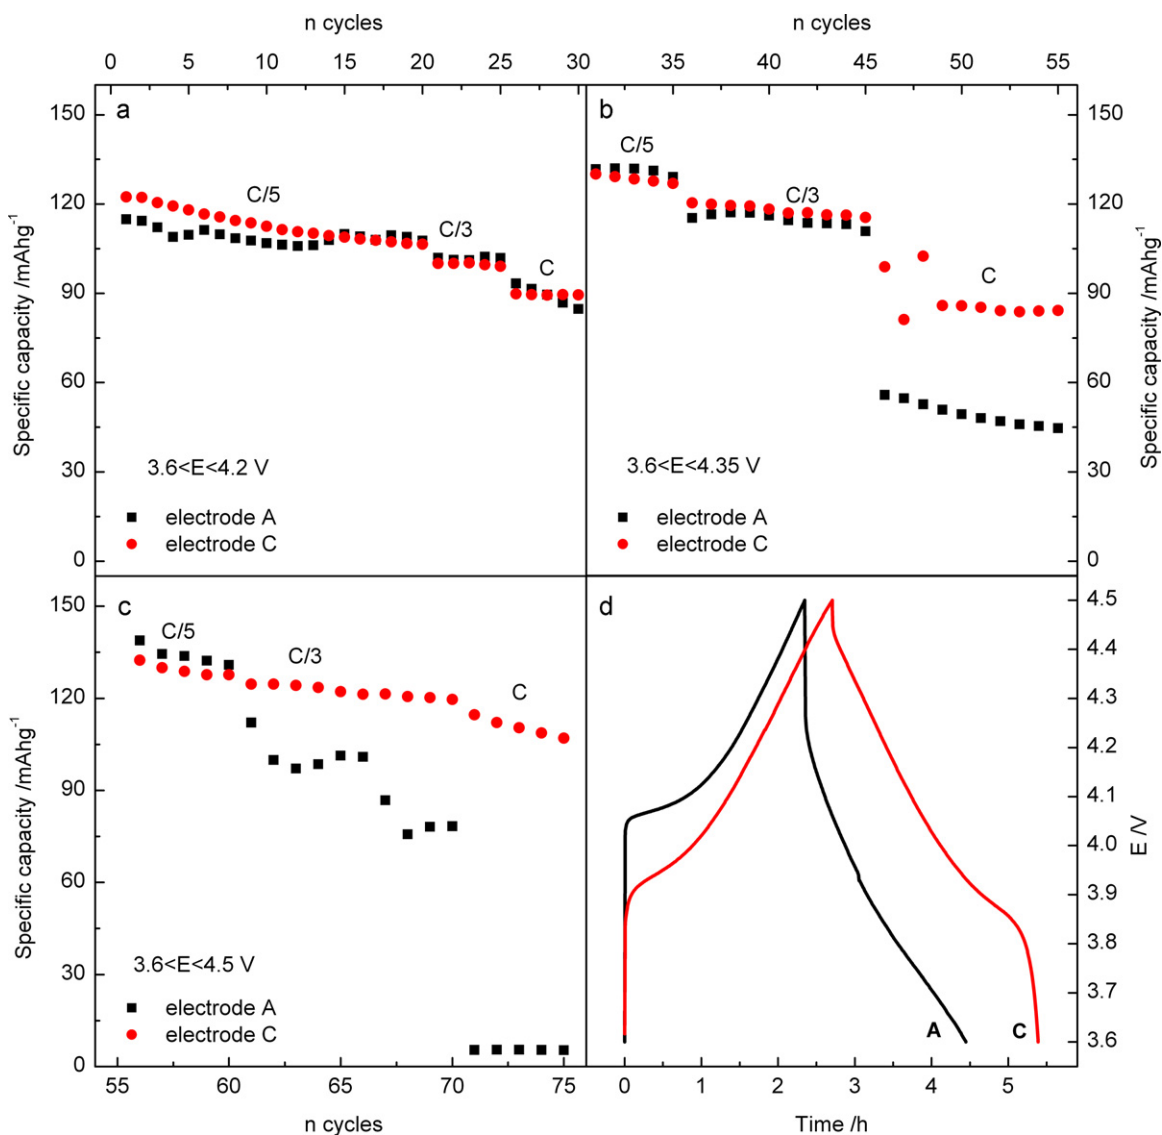 n cycles
n cycles
0 5 10 15 20 25 30 35 40 45 50 55
150 a b 150
C/5
C/5 C/3
120 120
C/3
90 C C 90
60 60
30 30
3.6<E<4.2 V 3.6<E<4.35 V
electrode A electrode A
electrode C electrode C
0 0
Specific capacity /mAhg-1
Specific capacity /mAhg-1
150 c d 4.5
C/5 C/3
C
4.4
120 4.3
4.2
90 4.1
4.0
60 3.9
3.8
30 3.7
3.6<E<4.5 V
electrode A
electrode C
A C
0 3.6
Specific capacity /mAhg-1
E /V
55 60 65 70 75 0 1 2 3 4 5
n cycles Time /h